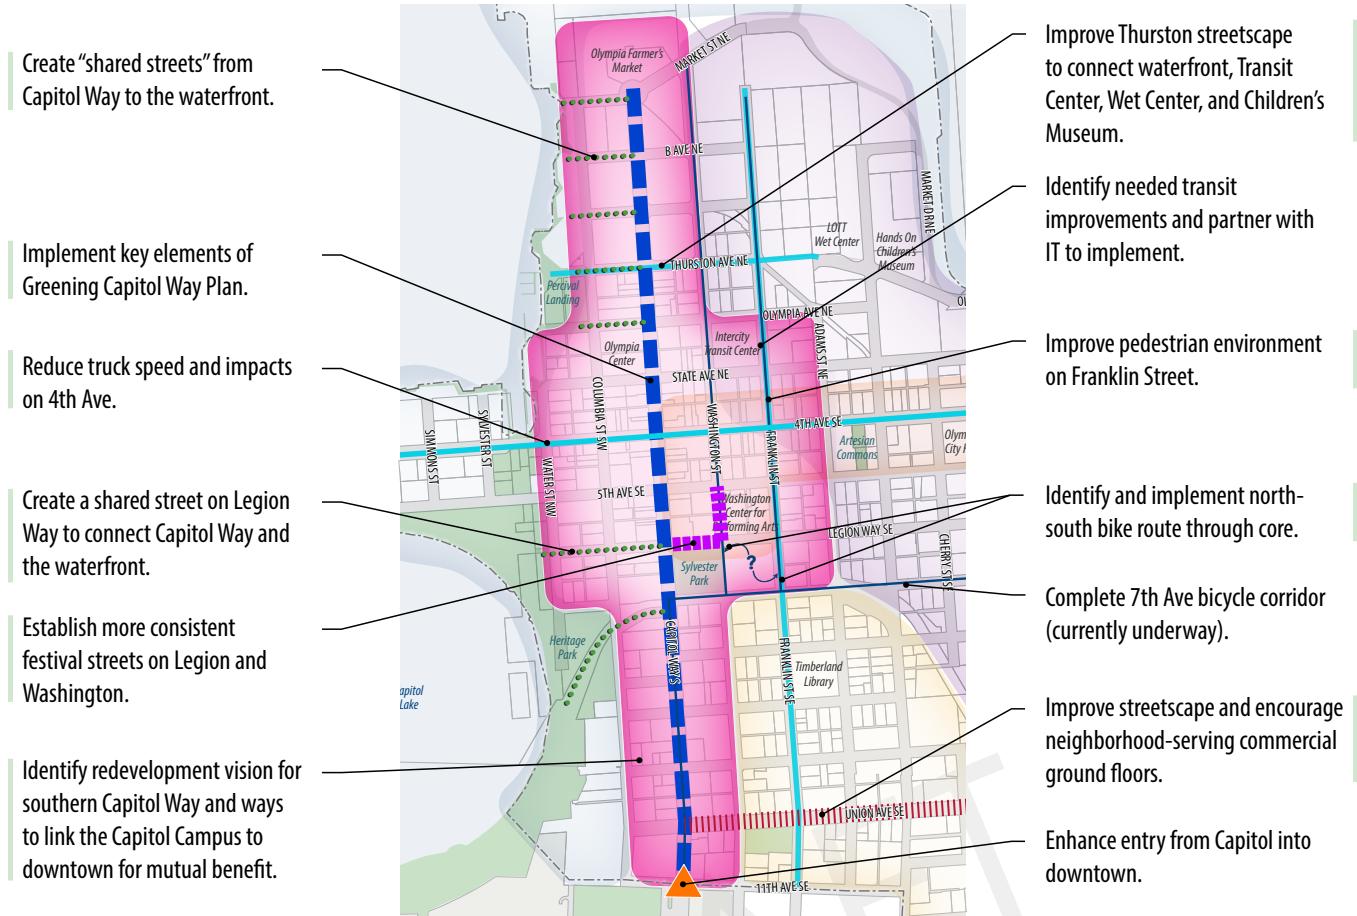 Create “shared streets” from
Capitol Way to the waterfront.
Implement key elements of
Greening Capitol Way Plan.
Reduce truck speed and impacts
on 4th Ave.
Create a shared street on Legion
Way to connect Capitol Way and
the waterfront.
Establish more consistent
festival streets on Legion and
Washington.
Identify redevelopment vision for
southern Capitol Way and ways
to link the Capitol Campus to
downtown for mutual benefit.
Olympia Farmer's
Market
MARKET ST NE
B AVE NE
MARKET DR NE
LOTT
Wet Center
Hands On
Children's
Museum
THURSTON AVE NE
Percival
Landing
OLYMPIA AVE NE
OL
Intercity
Transit Center
ADAMS ST NE
Olympia
Center
STATE AVE NE
COLUMBIA ST SW
WASHINGTON ST
SYLVESTER ST
SIMMONS ST
4TH AVE SE
FRANKLIN ST
Artesian
Commons
Olym
City H
WATER ST NW
5TH AVE SE
Washington
Center for
forming Arts
LEGION WAY SE
CHERRY ST SE
?
Sylvester
Park
CAPITOL WAY S
Heritage
Park
FRANKLIN ST SE
Timberland
Library
apitol
Lake
UNION AVE SE
11TH AVE SE
Improve Thurston streetscape
to connect waterfront, Transit
Center, Wet Center, and Children’s
Museum.
Identify needed transit
improvements and partner with
IT to implement.
Improve pedestrian environment
on Franklin Street.
Identify and implement north-
south bike route through core.
Complete 7th Ave bicycle corridor
(currently underway).
Improve streetscape and encourage
neighborhood-serving commercial
ground floors.
Enhance entry from Capitol into
downtown.